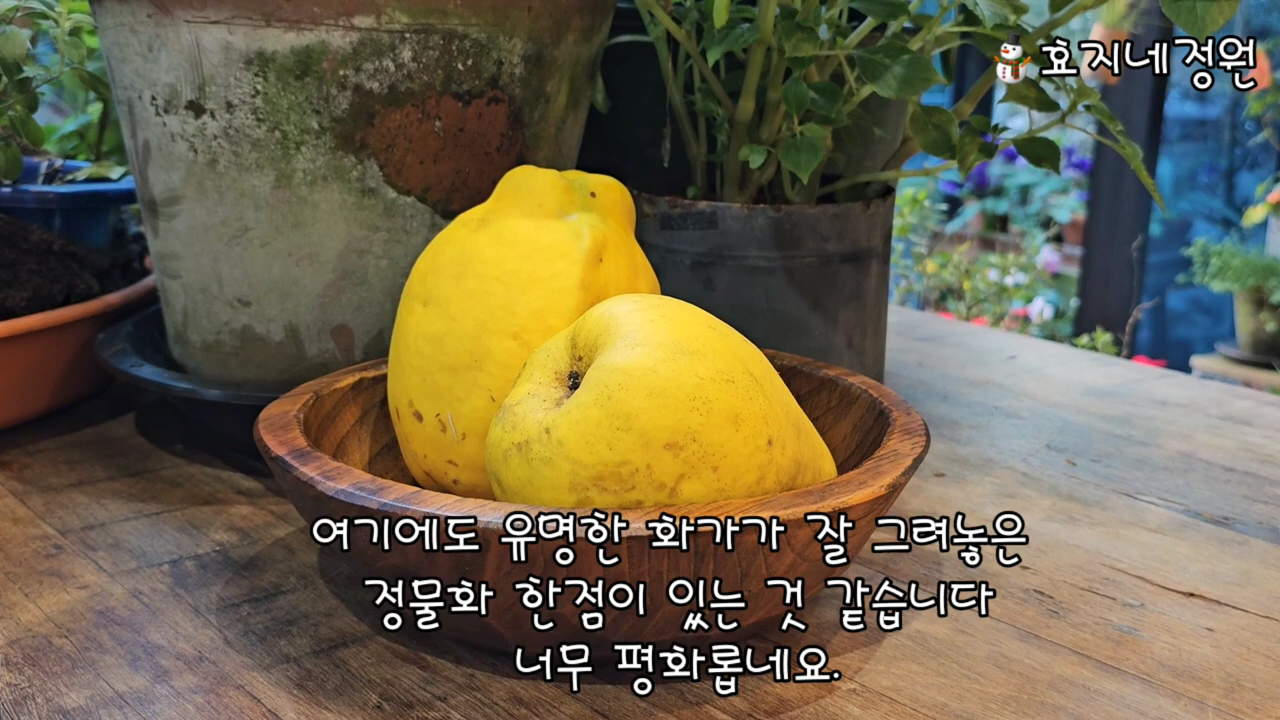 효지네정원
여기에도 유명한 화가가 잘 그려놓은
정물화 한점이 있는 것 같습니다
너무 평화롭네요.